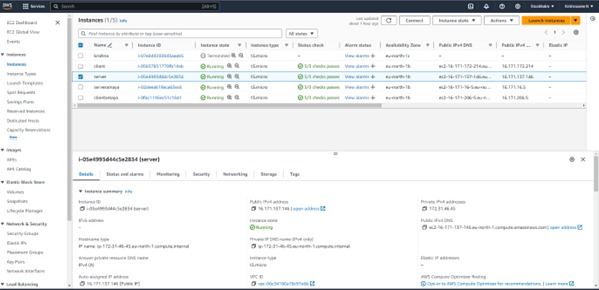 aws Services Search [Alt+S] Stockholm
EC2 Dashboard
EC2 Global View
Events
Instances
Instances
Instance Types
Launch Templates
Spot Requests
Savings Plans
Reserved Instances
Dedicated Hosts
Capacity Reservations
New
Images
AMIs
AMI Catalog
Elastic Block Store
Volumes
Snapshots
Lifecycle Manager
Network & Security
Security Groups
Elastic IPs
Placement Groups
Key Pairs
Network Interfaces
Load Balancing
Instances (1/5) Info
Last updated
about 1 hour ago
Connect Instance state Actions Launch instances
Find Instance by attribute or tag (case-sensitive) All states
1
Name Instance ID Instance state Instance type Status check Alarm status Availability Zone Public IPv4 DNS Public IPv4 ... Elastic IP
Terminated t3.micro – View alarms + eu-north-1c – – –
client Running t3.micro 3/3 checks passed View alarms + eu-north-1b ec2-16-171-172-214.eu... 16.171.172.214 –
server i-05e4995d44c5e2834 Running t3.micro 3/3 checks passed View alarms + eu-north-1b ec2-16-171-137-146.eu... 16.171.137.146 –
Running t3.micro 3/3 checks passed View alarms + eu-north-1b ec2-16-171-16-5.eu-no... 16.171.16.5 –
Running t3.micro 3/3 checks passed View alarms + eu-north-1b ec2-16-171-206-5.eu-n... 16.171.206.5 –
i-05e4995d44c5e2834 (server)
Details Status and alarms Monitoring Security Networking Storage Tags
Instance summary Info
Instance ID
i-05e4995d44c5e2834 (server)
Public IPv4 address
16.171.137.146 | open address
Private IPv4 addresses
172.31.46.45
IPv6 address
–
Instance state
Running
Public IPv4 DNS
ec2-16-171-137-146.eu-north-1.compute.amazonaws.com | open address
Hostname type
IP name: ip-172-31-46-45.eu-north-1.compute.internal
Private IP DNS name (IPv4 only)
ip-172-31-46-45.eu-north-1.compute.internal
Answer private resource DNS name
IPv4 (A)
Instance type
t3.micro
Elastic IP addresses
–
Auto-assigned IP address
16.171.137.146 [Public IP]
VPC ID
AWS Compute Optimizer finding
Opt-in to AWS Compute Optimizer for recommendations. | Learn more